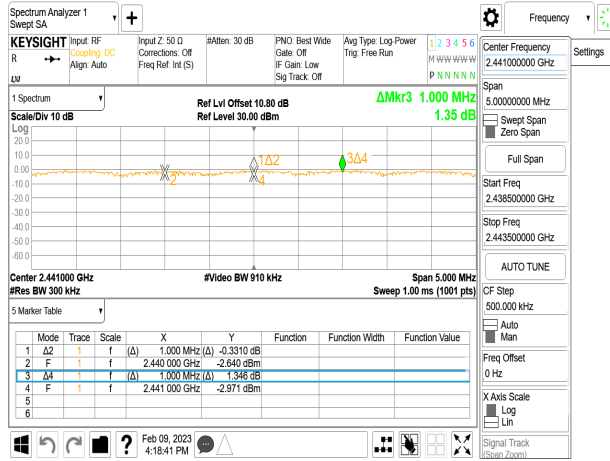 Spectrum Analyzer 1
Swept SA
Frequency
Settings
KEYSIGHT
R
Input: RF
Coupling: DC
Align: Auto
Input Z: 50 Ω
Corrections: Off
Freq Ref: Int (S)
#Atten: 30 dB
PNO: Best Wide
Gate: Off
IF Gain: Low
Sig Track: Off
Avg Type: Log-Power
Trig: Free Run
1 2 3 4 5 6
M W W W W W
P N N N N N
LXI
1 Spectrum
Scale/Div 10 dB
Ref Lvl Offset 10.80 dB
Ref Level 30.00 dBm
ΔMkr3 1.000 MHz
1.35 dB
Log
20.0
10.0
0.00
-10.0
-20.0
-30.0
-40.0
-50.0
-60.0
1Δ2
3Δ4
2
4
Center 2.441000 GHz
#Video BW 910 kHz
Span 5.000 MHz
#Res BW 300 kHz
Sweep 1.00 ms (1001 pts)
5 Marker Table
Mode Trace Scale X Y Function Function Width Function Value
1 Δ2 1 f (Δ) 1.000 MHz (Δ) -0.3310 dB
2 F 1 f 2.440 000 GHz -2.640 dBm
3 Δ4 1 f (Δ) 1.000 MHz (Δ) 1.346 dB
4 F 1 f 2.441 000 GHz -2.971 dBm
5
6
Feb 09, 2023
4:18:41 PM
Center Frequency
2.441000000 GHz
Span
5.00000000 MHz
Swept Span
Zero Span
Full Span
Start Freq
2.438500000 GHz
Stop Freq
2.443500000 GHz
AUTO TUNE
CF Step
500.000 kHz
Auto
Man
Freq Offset
0 Hz
X Axis Scale
Log
Lin
Signal Track
(Span Zoom)